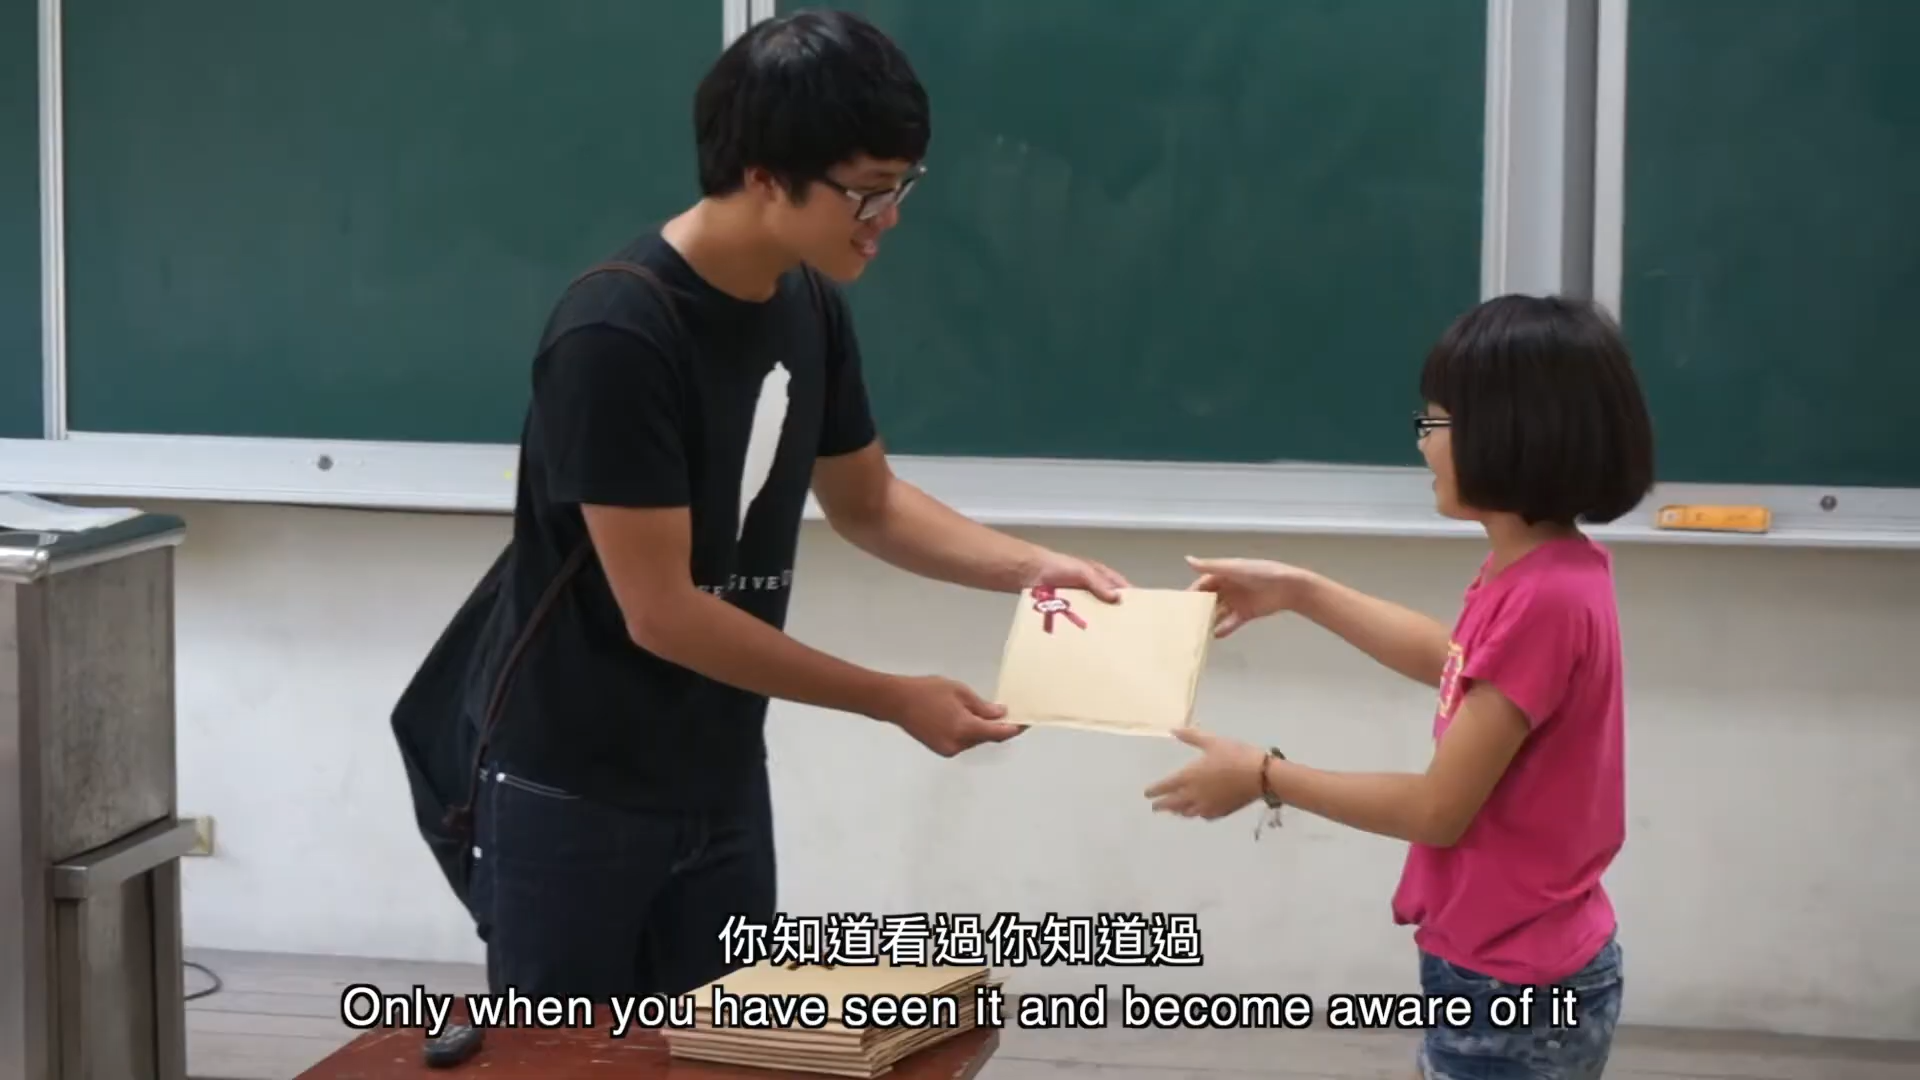 你知道看過你知道過
Only when you have seen it and become aware of it